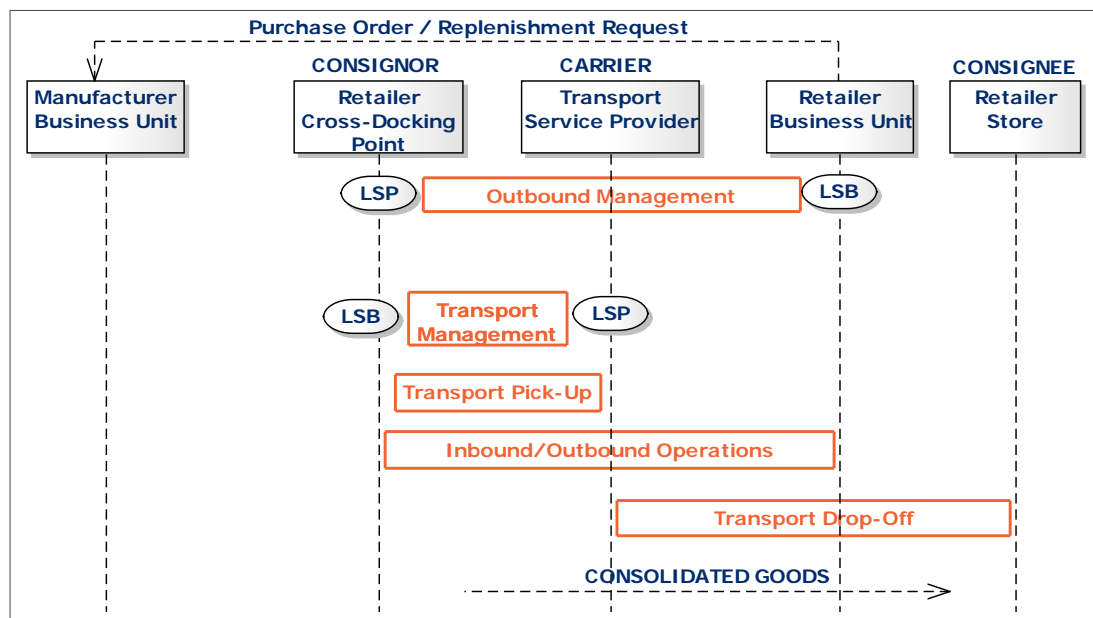 Purchase Order / Replenishment Request
CONSIGNOR
CARRIER
CONSIGNEE
Manufacturer
Business Unit
Retailer
Cross-Docking
Point
Transport
Service Provider
Retailer
Business Unit
Retailer
Store
LSP
Outbound Management
LSB
LSB
Transport
Management
LSP
Transport Pick-Up
Inbound/Outbound Operations
Transport Drop-Off
CONSOLIDATED GOODS